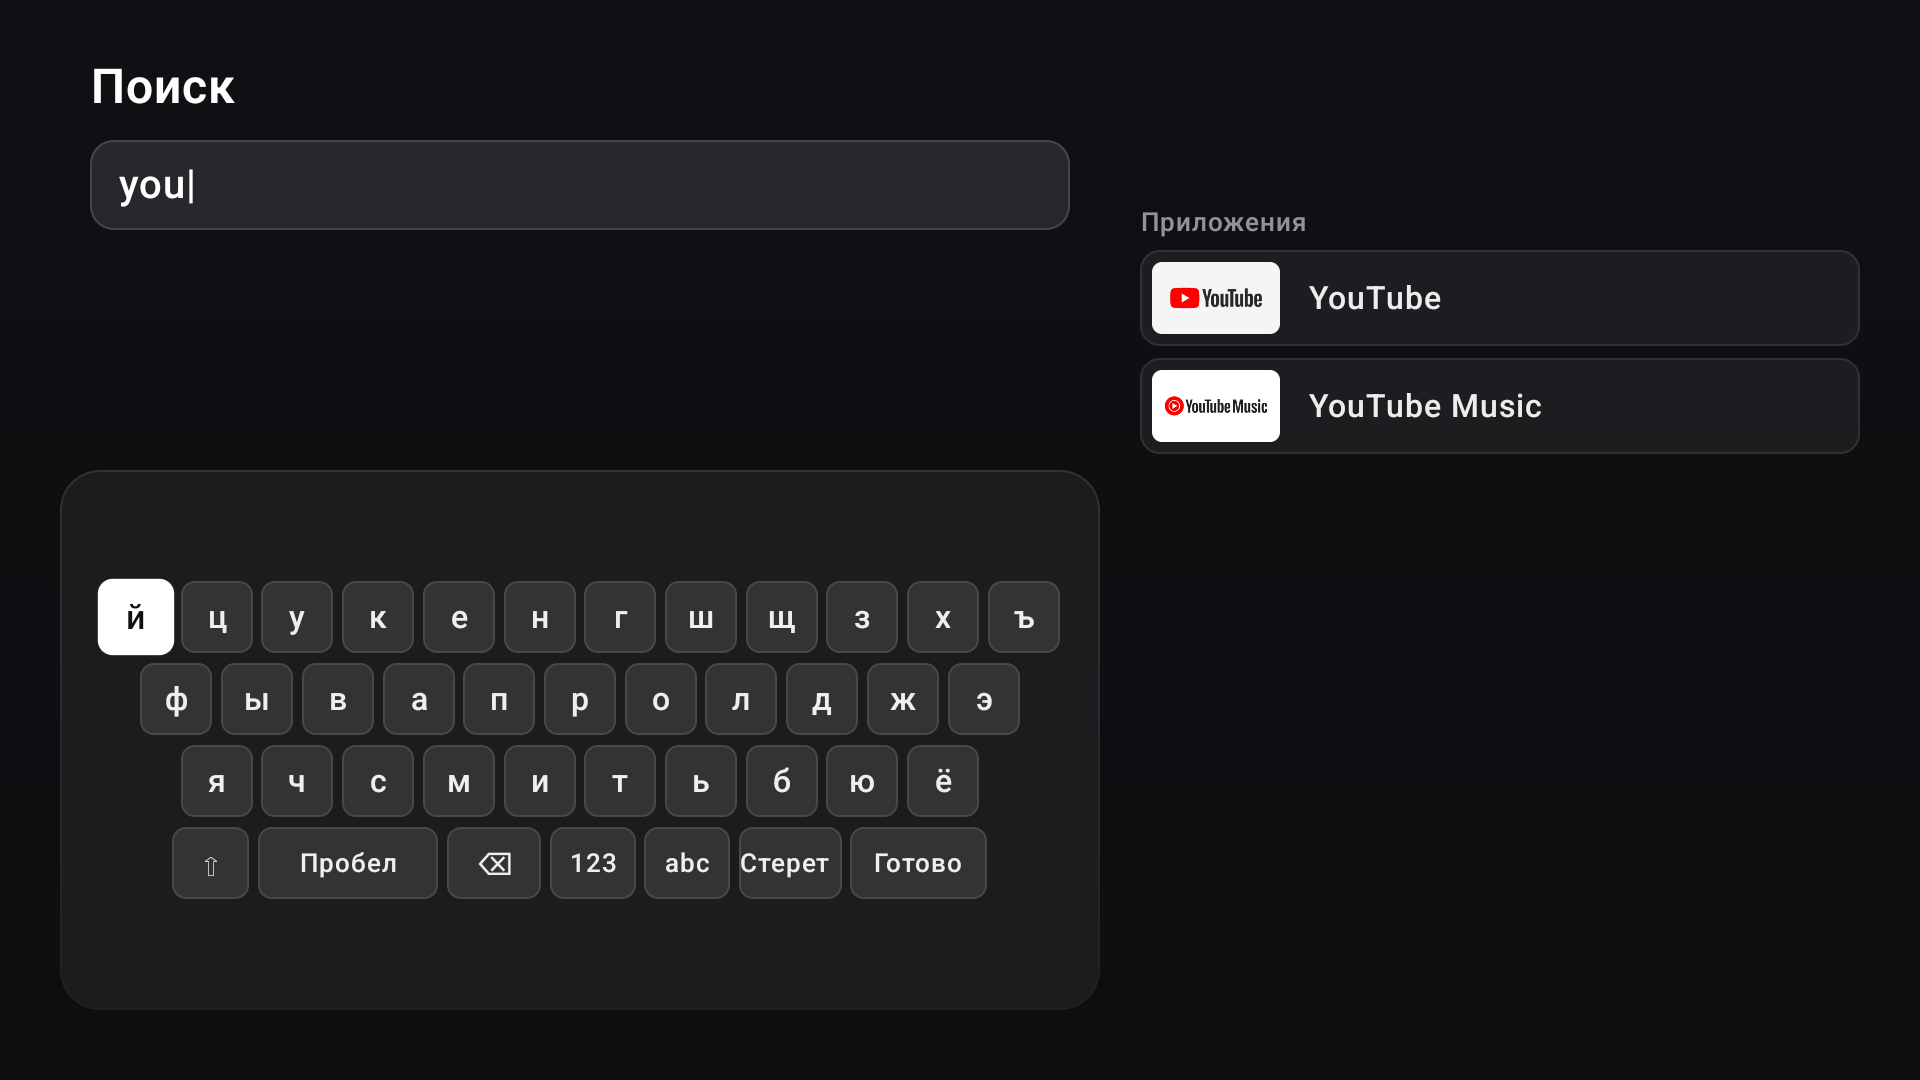 Поиск
you
Приложения
YouTube YouTube
YouTube Music YouTube Music
й ц у к е н г ш щ з х ъ
ф ы в а п р о л д ж э
я ч с м и т ь б ю ё
⇧ Пробел ⌫ 123 abc Стерет Готово